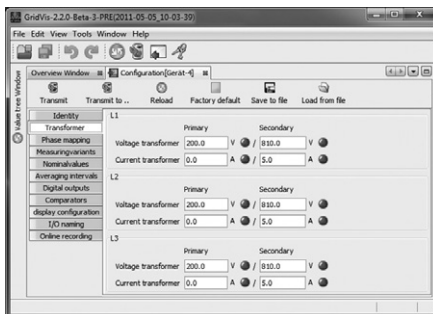 GridVis-2.2.0-Beta-3-PRE(2011-05-05_10-03-39)
File Edit View Tools Windows Help
Value tree Window
Overview Window
Configuration[Gerät-4]
Transmit
Transmit to ..
Reload
Factory default
Save to file
Load from file
Identity
Transformer
Phase mapping
Measuringvariants
Nominalvalues
Averaging intervals
Digital outputs
Comparators
display configuration
I/O naming
Online recording
L1
Primary Secondary
Voltage transformer 200.0 V / 810.0 V
Current transformer 0.0 A / 5.0 A
L2
Primary Secondary
Voltage transformer 200.0 V / 810.0 V
Current transformer 0.0 A / 5.0 A
L3
Primary Secondary
Voltage transformer 200.0 V / 810.0 V
Current transformer 0.0 A / 5.0 A